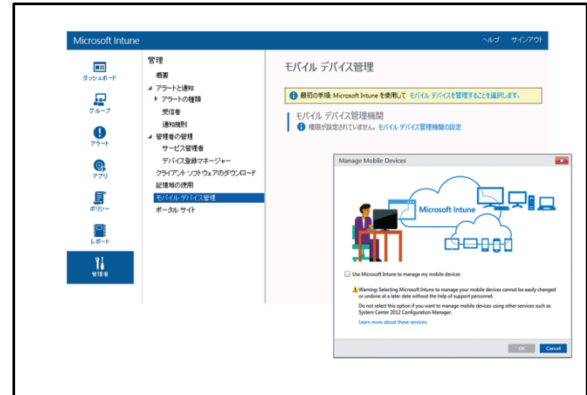 Microsoft Intune
ヘルプ サインアウト
ダッシュボード
グループ
アラート
アプリ
ポリシー
レポート
管理者
管理
概要
アラートと通知
アラートの種類
受信者
通知規則
管理者の管理
サービス管理者
デバイス登録マネージャー
クライアント ソフトウェアのダウンロード
記憶域の使用
モバイル デバイス管理
ポータル サイト
モバイル デバイス管理
最初の手順: Microsoft Intune を使用して モバイル デバイスを管理することを選択します。
モバイル デバイス管理機関
権限が設定されていません。 モバイル デバイス管理機関の設定
Manage Mobile Devices
Microsoft Intune
Use Microsoft Intune to manage my mobile devices
Warning: Selecting Microsoft Intune to manage your mobile devices cannot be easily changed
or undone at a later date without the help of support personnel.
Do not select this option if you want to manage mobile devices using other services such as
System Center 2012 Configuration Manager.
Learn more about these services.
OK Cancel